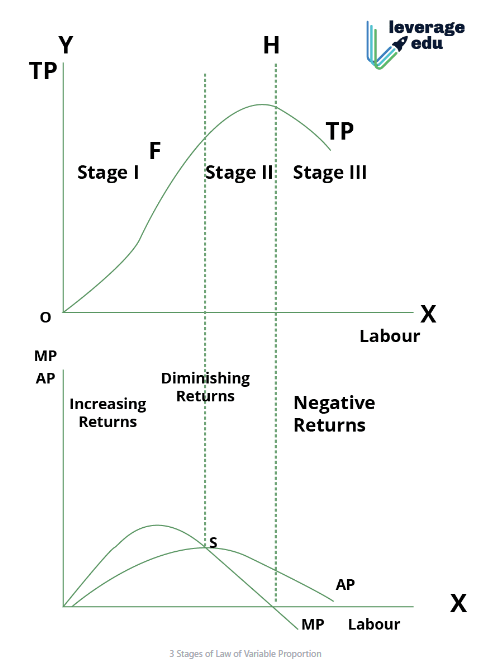 leverage
edu
Y
H
TP
TP
F
Stage I
Stage II
Stage III
O
X
Labour
MP
AP
Diminishing
Returns
Increasing
Returns
Negative
Returns
S
AP
X
MP
Labour
3 Stages of Law of Variable Proportion